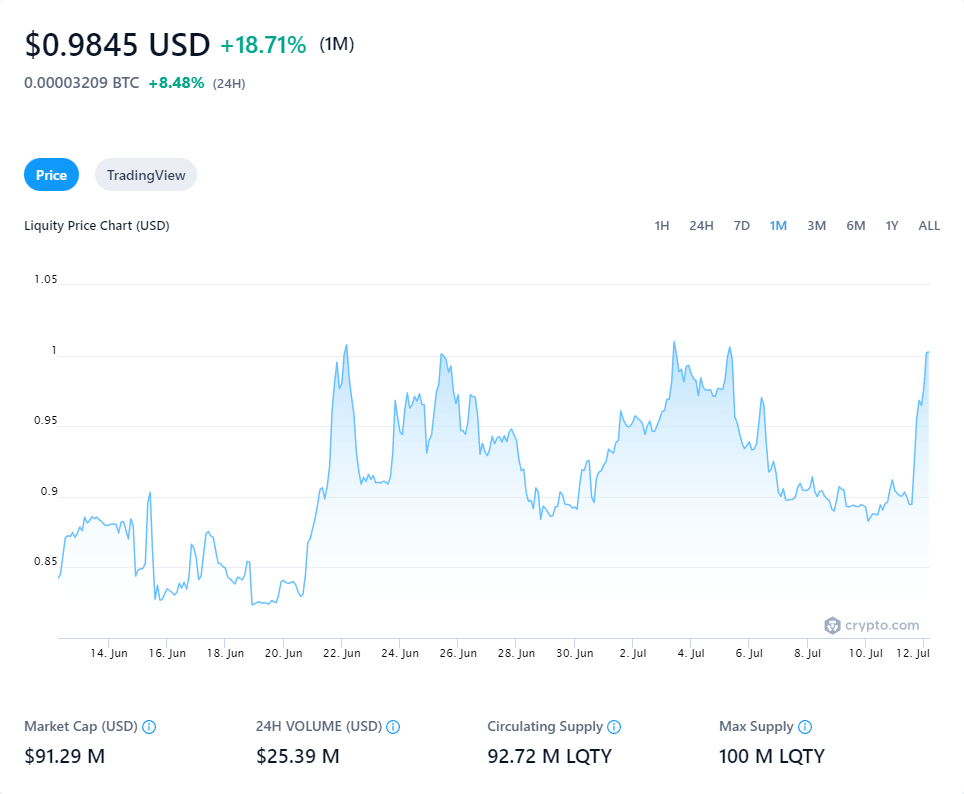 $0.9845 USD +18.71% (1M)
0.00003209 BTC +8.48% (24H)
Price TradingView
Liquity Price Chart (USD) 1H 24H 7D 1M 3M 6M 1Y ALL
1.05
1
0.95
0.9
0.85
crypto.com
14. Jun 16. Jun 18. Jun 20. Jun 22. Jun 24. Jun 26. Jun 28. Jun 30. Jun 2. Jul 4. Jul 6. Jul 8. Jul 10. Jul 12. Jul
Market Cap (USD) 24H VOLUME (USD) Circulating Supply Max Supply
$91.29 M $25.39 M 92.72 M LQTY 100 M LQTY